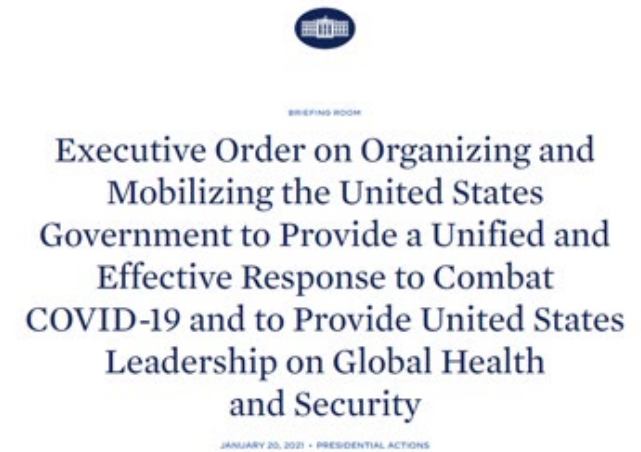 BRIEFING ROOM
Executive Order on Organizing and
Mobilizing the United States
Government to Provide a Unified and
Effective Response to Combat
COVID-19 and to Provide United States
Leadership on Global Health
and Security
JANUARY 20, 2021 • PRESIDENTIAL ACTIONS